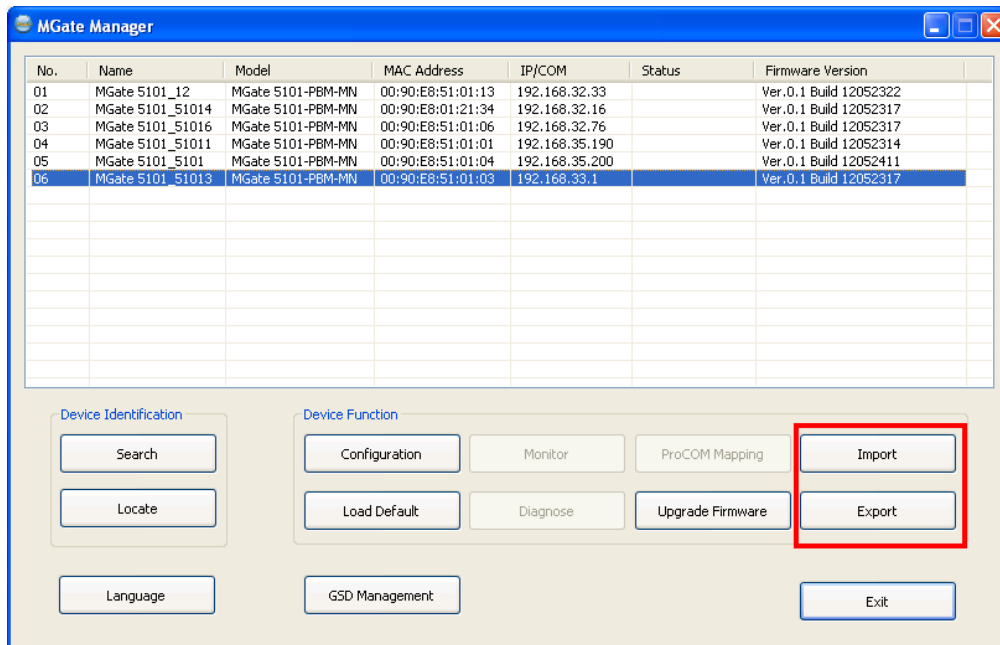 MGate Manager
No. Name Model MAC Address IP/COM Status Firmware Version
01 MGate 5101_12 MGate 5101-PBM-MN 00:90:E8:51:01:13 192.168.32.33 Ver.0.1 Build 12052322
02 MGate 5101_51014 MGate 5101-PBM-MN 00:90:E8:01:21:34 192.168.32.16 Ver.0.1 Build 12052317
03 MGate 5101_51016 MGate 5101-PBM-MN 00:90:E8:51:01:06 192.168.32.76 Ver.0.1 Build 12052317
04 MGate 5101_51011 MGate 5101-PBM-MN 00:90:E8:51:01:01 192.168.35.190 Ver.0.1 Build 12052314
05 MGate 5101_5101 MGate 5101-PBM-MN 00:90:E8:51:01:04 192.168.35.200 Ver.0.1 Build 12052411
06 MGate 5101_51013 MGate 5101-PBM-MN 00:90:E8:51:01:03 192.168.33.1 Ver.0.1 Build 12052317
Device Identification Device Function
Search Configuration Monitor ProCOM Mapping Import
Locate Load Default Diagnose Upgrade Firmware Export
Language GSD Management Exit